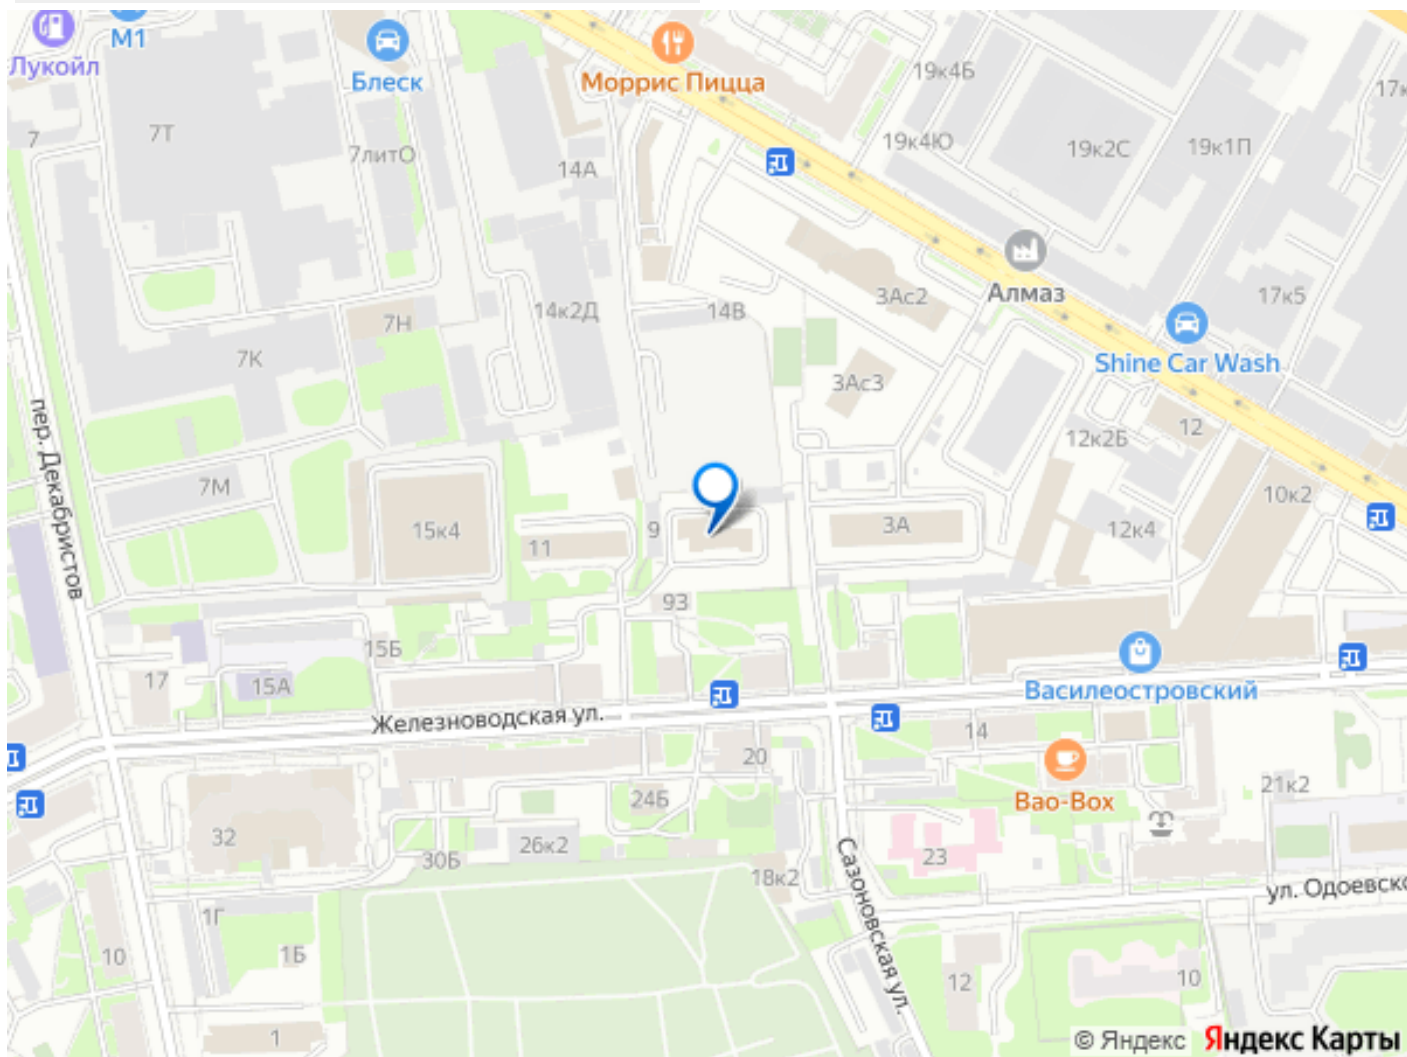 М1
Лукойл
Блеск
Моррис Пицца
19к4Б
17к
7
7Т
7литО
14А
19к4Ю
19к2С
19к1П
Алмаз
3Ас2
17к5
14к2Д
14В
7Н
7К
Shine Car Wash
3Ас3
пер. Декабристов
12к2Б
12
7М
10к2
15к4
9
11
3А
12к4
93
15Б
17
15А
Василеостровский
Железноводская ул.
14
20
21к2
24Б
Bao-Box
32
26к2
30Б
23
18к2
Сазоновская ул.
ул. Одоевско
1Г
10
1Б
12
10
1
© Яндекс
Яндекс Карты